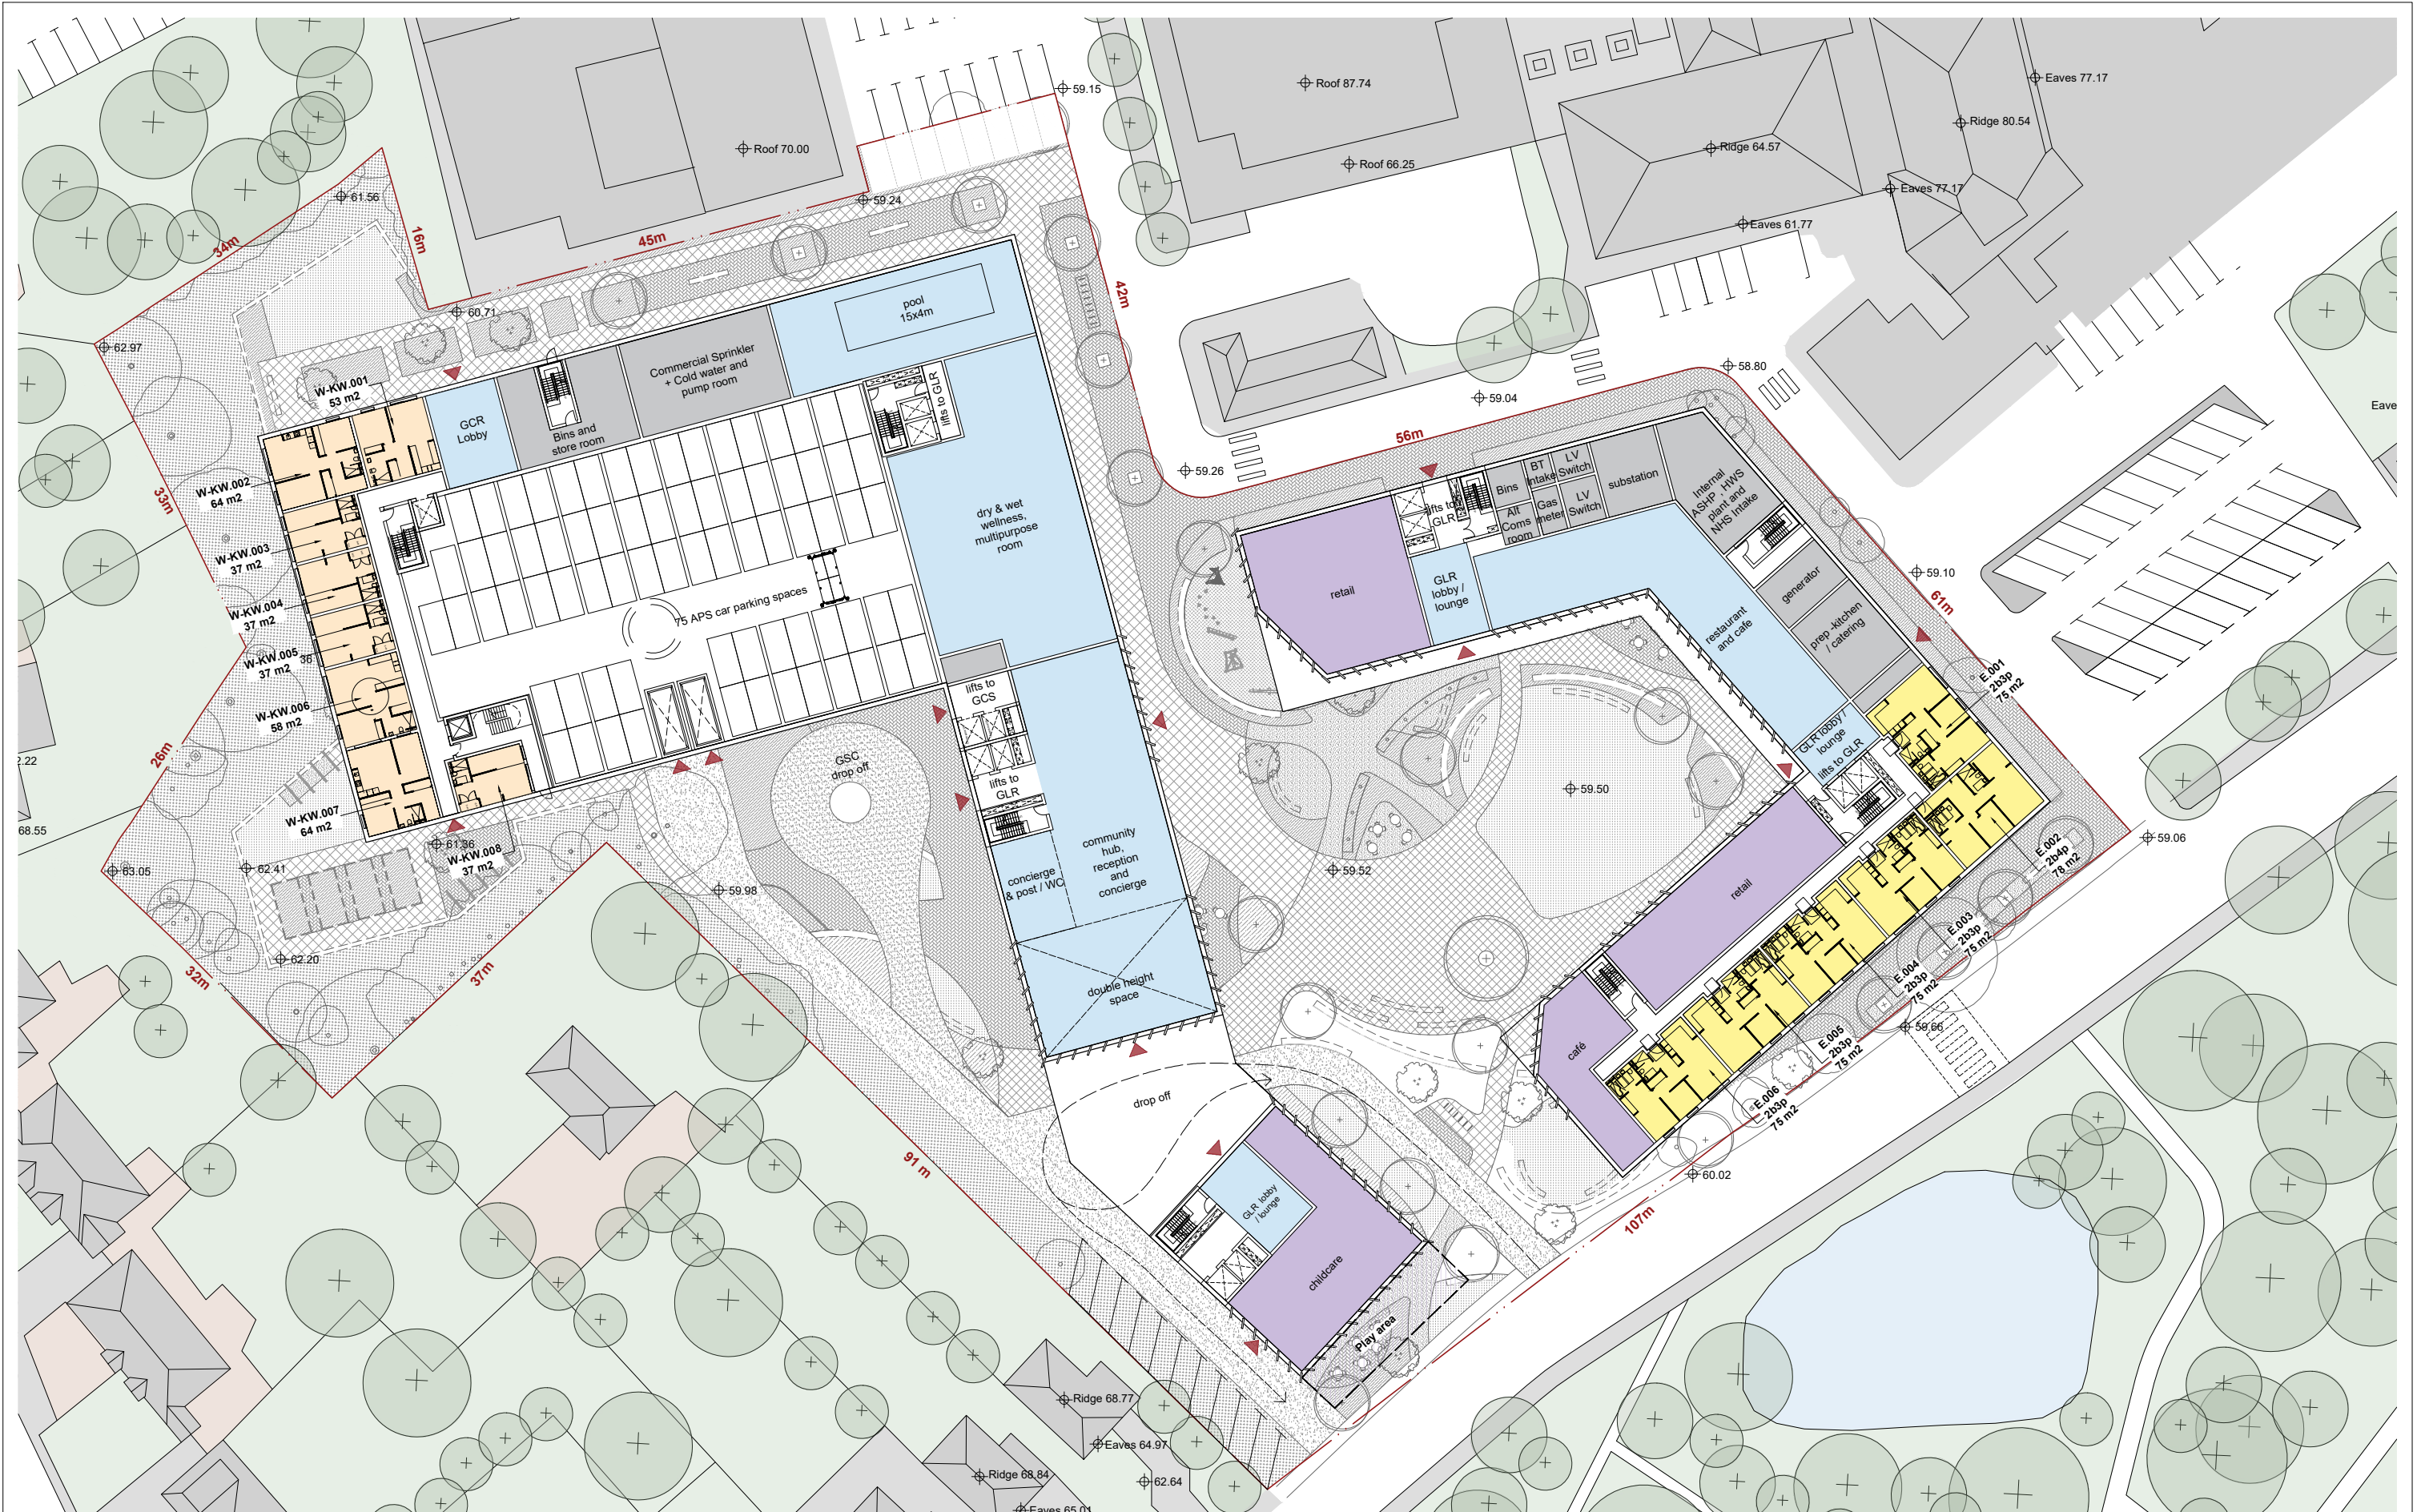 Roof 87.74
Eaves 77.17
59.15
Ridge 80.54
Roof 70.00
Ridge 64.57
Roof 66.25
Eaves 77.17
61.56
59.24
Eaves 61.77
34m
16m
45m
42m
60.71
62.97
pool
15x4m
58.80
59.04
Eave
W-KW.001
53 m2
Commercial Sprinkler
+ Cold water and
pump room
lifts to GLR
GCR
Lobby
Bins and
store room
56m
59.26
W-KW.002
64 m2
33m
W-KW.003
37 m2
W-KW.004
37 m2
W-KW.005
37 m2
36
W-KW.006
58 m2
W-KW.007
64 m2
W-KW.008
37 m2
26m
2.22
68.55
63.05
62.41
61.36
62.20
32m
37m
75 APS car parking spaces
dry & wet
wellness,
multipurpose
room
lifts to
GCS
lifts to
GLR
GSC
drop off
59.98
concierge
& post / WC
community
hub,
reception
and
concierge
double height
space
drop off
91 m
retail
lifts to
GLR
GLR
lobby /
lounge
Bins
BT
Intake
LV
Switch
Alt
Coms
room
Gas
meter
LV
Switch
substation
Internal
ASHP , HWS
plant and
NHS Intake
generator
prep -kitchen
/ catering
restaurant
and cafe
59.10
61m
GLR lobby /
lounge
lifts to GLR
E.001
2b3p
75 m2
59.50
59.52
retail
59.06
E.002
2b4p
78 m2
E.003
2b3p
75 m2
E.004
2b3p
75 m2
59.66
E.005
2b3p
75 m2
E.006
2b3p
75 m2
café
60.02
107m
GLR lobby
/ lounge
childcare
Play area
Ridge 68.77
Eaves 64.97
Ridge 68.84
62.64
Eaves 65.01